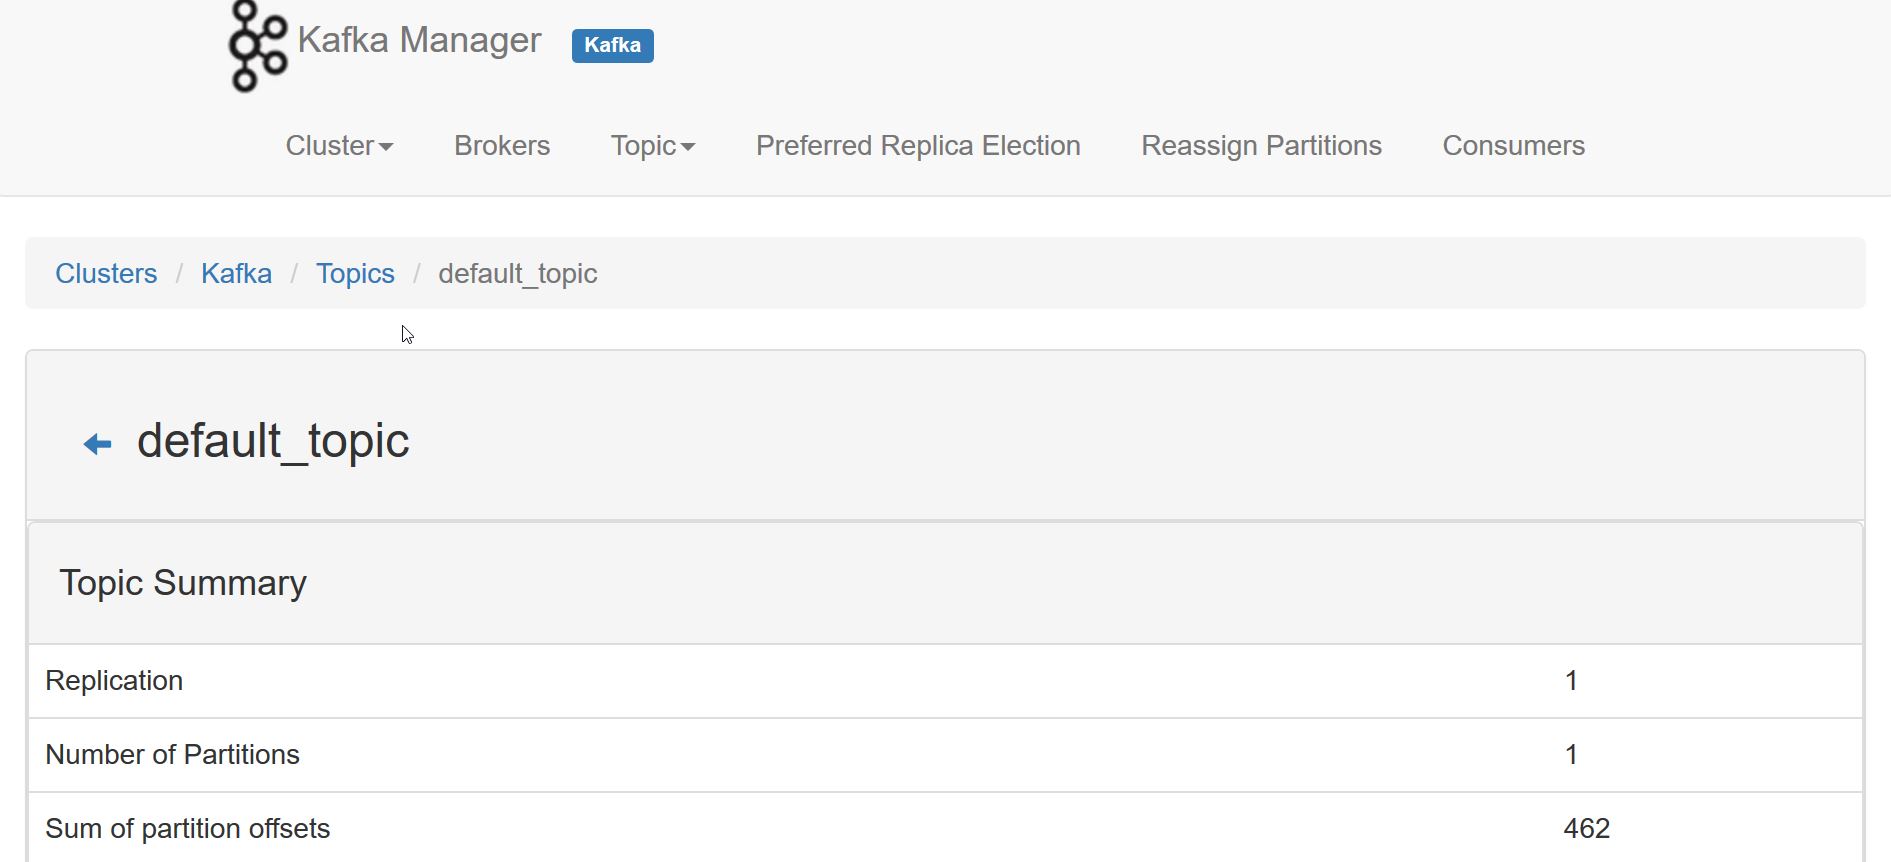 Kafka Manager Kafka
Cluster Brokers Topic Preferred Replica Election Reassign Partitions Consumers
Clusters / Kafka / Topics / default_topic
default_topic
Topic Summary
Replication 1
Number of Partitions 1
Sum of partition offsets 462